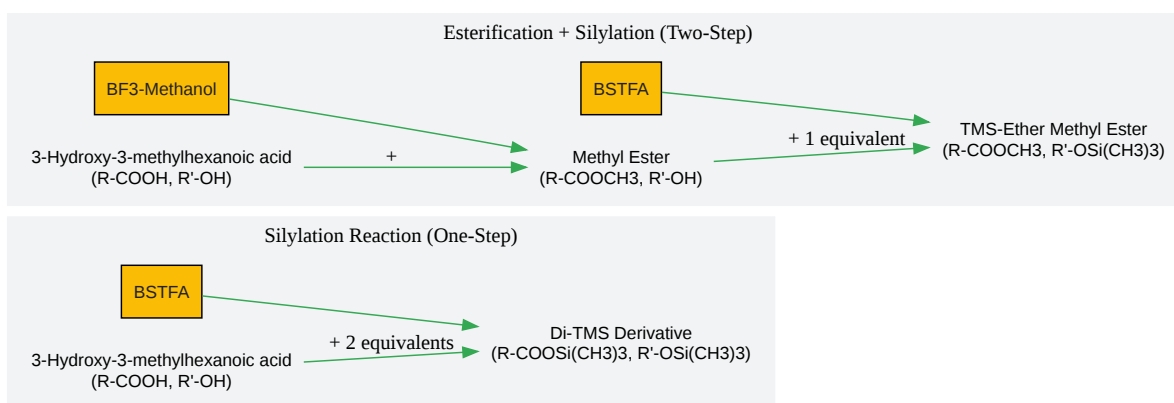 Esterification + Silylation (Two-Step)
BF3-Methanol
BSTFA
3-Hydroxy-3-methylhexanoic acid
(R-COOH, R'-OH)
+
Methyl Ester
(R-COOCH3, R'-OH)
+ 1 equivalent
TMS-Ether Methyl Ester
(R-COOCH3, R'-OSi(CH3)3)
Silylation Reaction (One-Step)
BSTFA
3-Hydroxy-3-methylhexanoic acid
(R-COOH, R'-OH)
+ 2 equivalents
Di-TMS Derivative
(R-COOSi(CH3)3, R'-OSi(CH3)3)